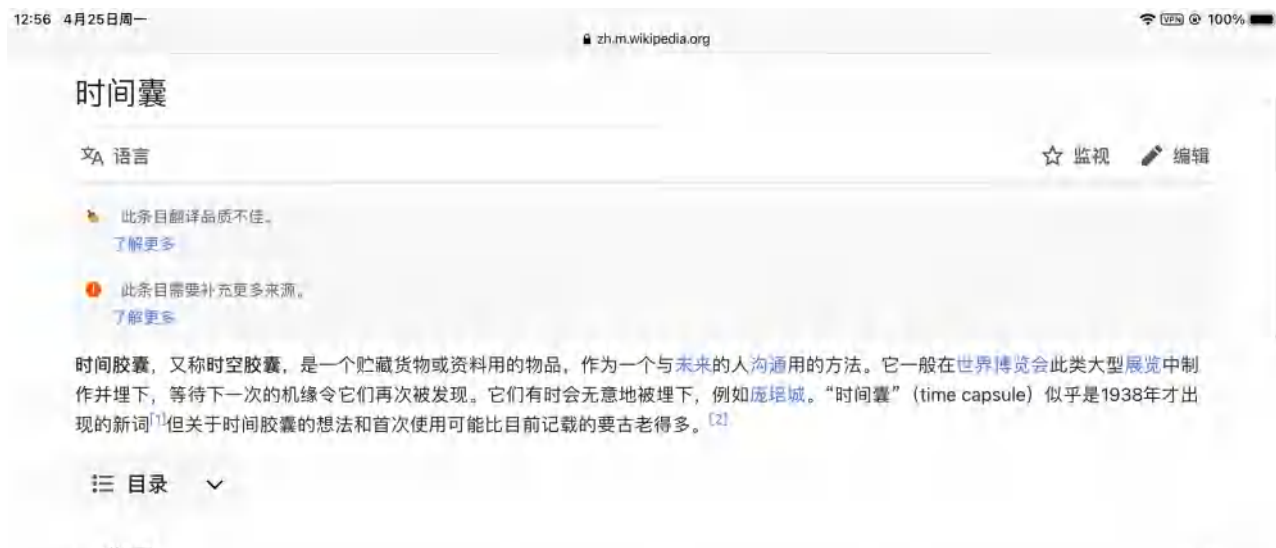 12:56 4月25日周一
VPN 100%
zh.m.wikipedia.org
时间囊
文A 语言
监视 编辑
此条目翻译品质不佳。
了解更多
此条目需要补充更多来源。
了解更多
时间胶囊，又称时空胶囊，是一个贮藏货物或资料用的物品，作为一个与未来的人沟通用的方法。它一般在世界博览会此类大型展览中制
作并埋下，等待下一次的机缘令它们再次被发现。它们有时会无意地被埋下，例如庞培城。“时间囊”（time capsule）似乎是1938年才出
现的新词[1]但关于时间胶囊的想法和首次使用可能比目前记载的要古老得多。[2]
目录